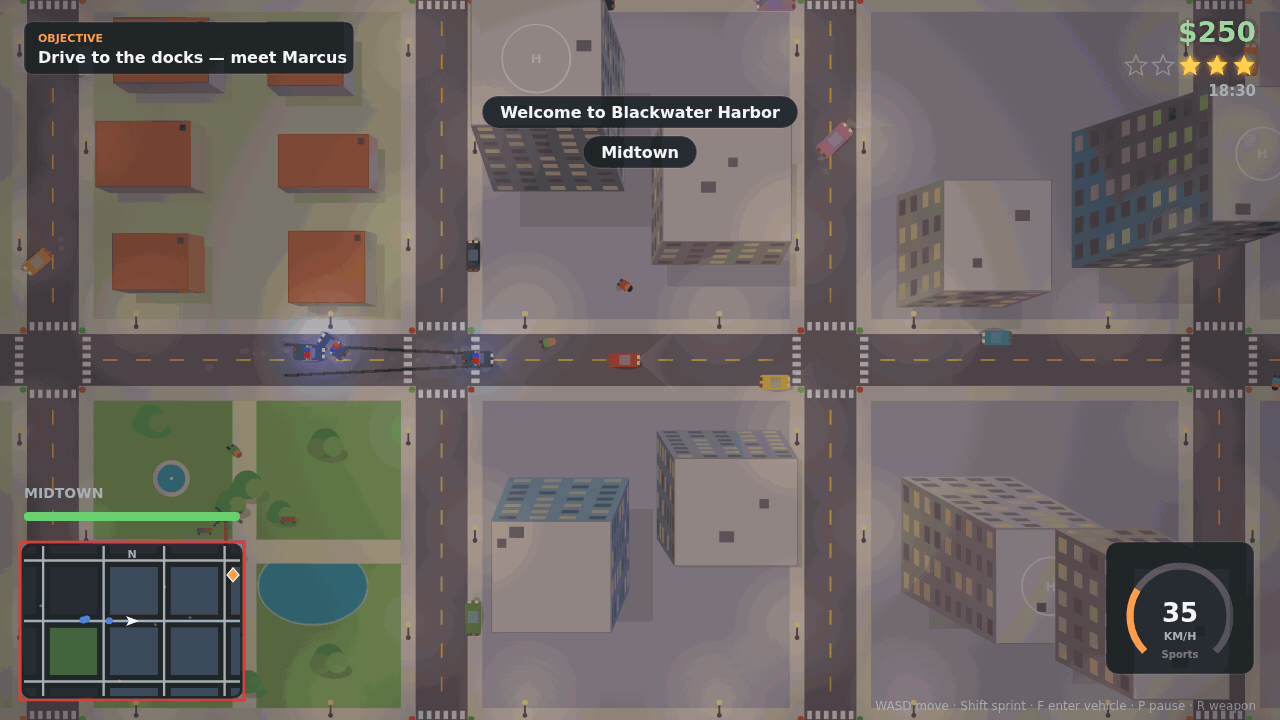 OBJECTIVE
Drive to the docks — meet Marcus
$250
18:30
Welcome to Blackwater Harbor
Midtown
H
H
H
MIDTOWN
N
35
KM/H
Sports
WASD move · Shift sprint · F enter vehicle · P pause · R weapon